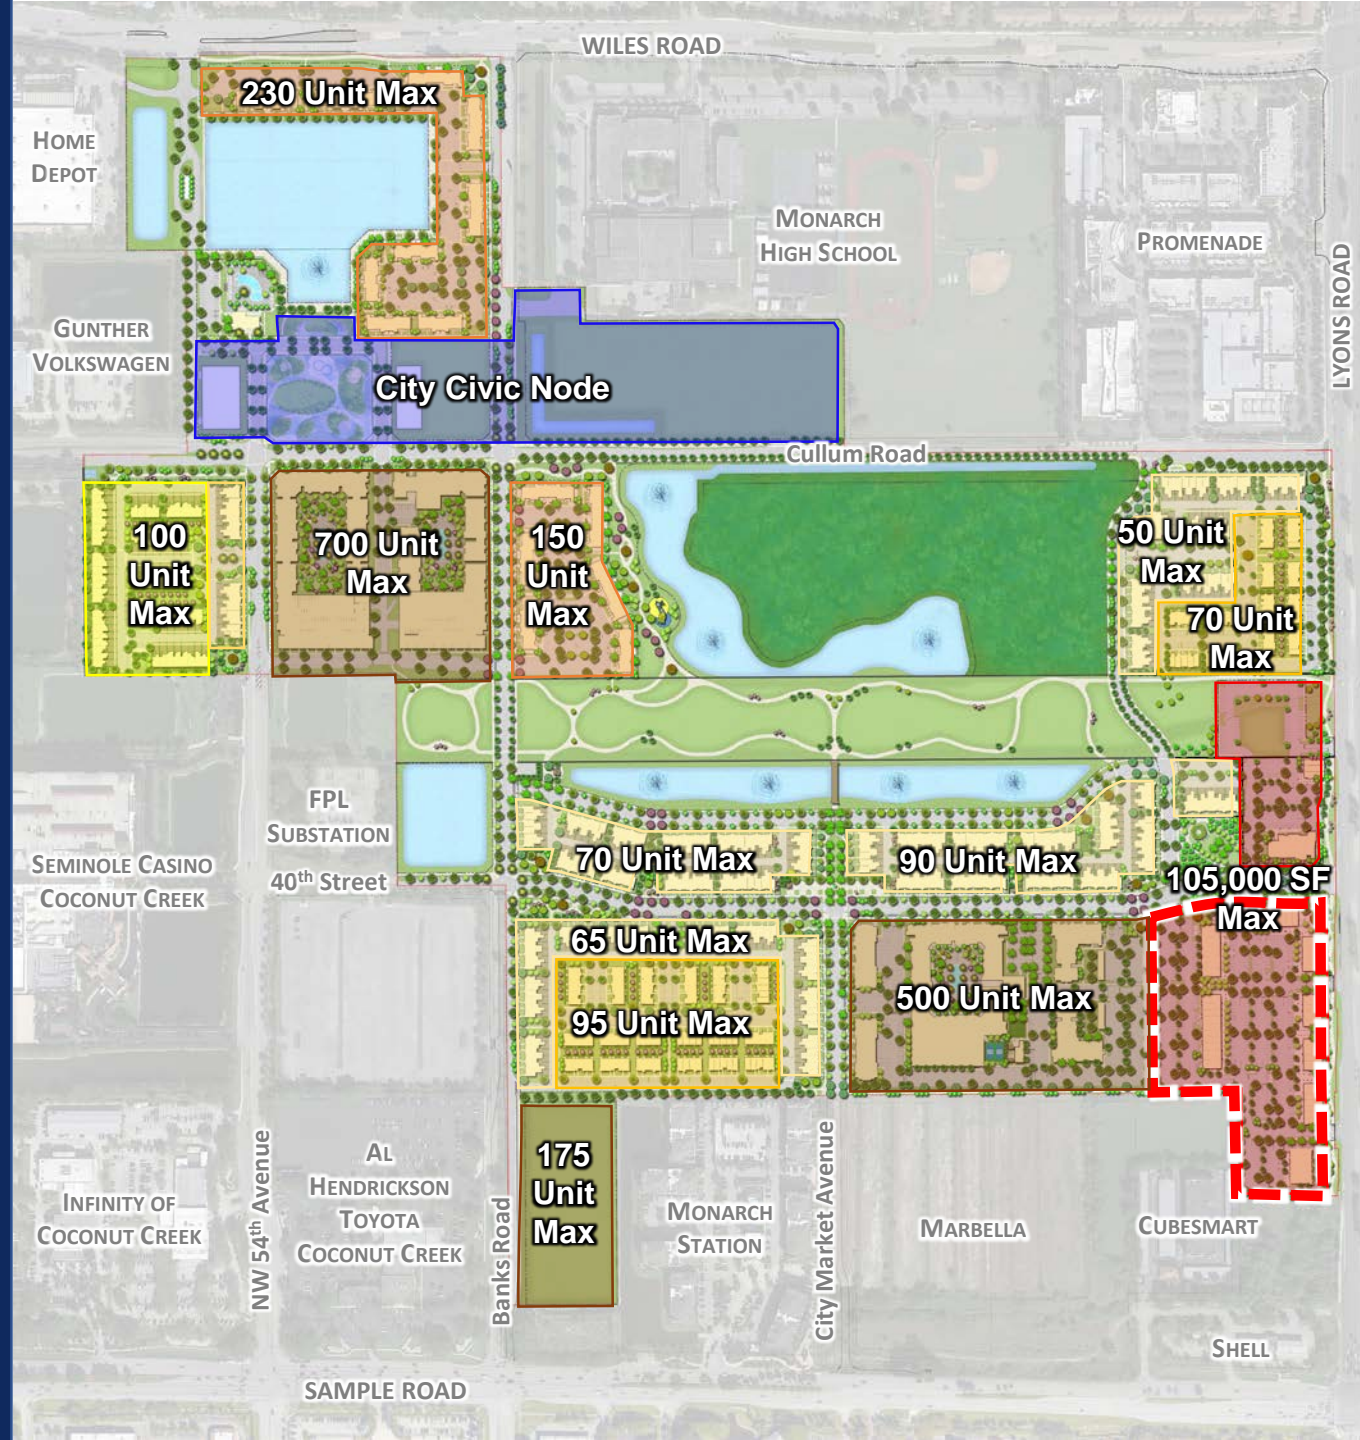 WILES ROAD
230 Unit Max
HOME
DEPOT
MONARCH
HIGH SCHOOL
PROMENADE
LYONS ROAD
GUNTHER
VOLKSWAGEN
City Civic Node
Cullum Road
100
Unit
Max
700 Unit
Max
150
Unit
Max
50 Unit
Max
70 Unit
Max
FPL
SUBSTATION
40th Street
SEMINOLE CASINO
COCONUT CREEK
70 Unit Max
90 Unit Max
105,000 SF
Max
65 Unit Max
95 Unit Max
500 Unit Max
175
Unit
Max
NW 54th Avenue
AL
HENDRICKSON
TOYOTA
COCONUT CREEK
INFINITY OF
COCONUT CREEK
Banks Road
MONARCH
STATION
City Market Avenue
MARBELLA
CUBESMART
SHELL
SAMPLE ROAD